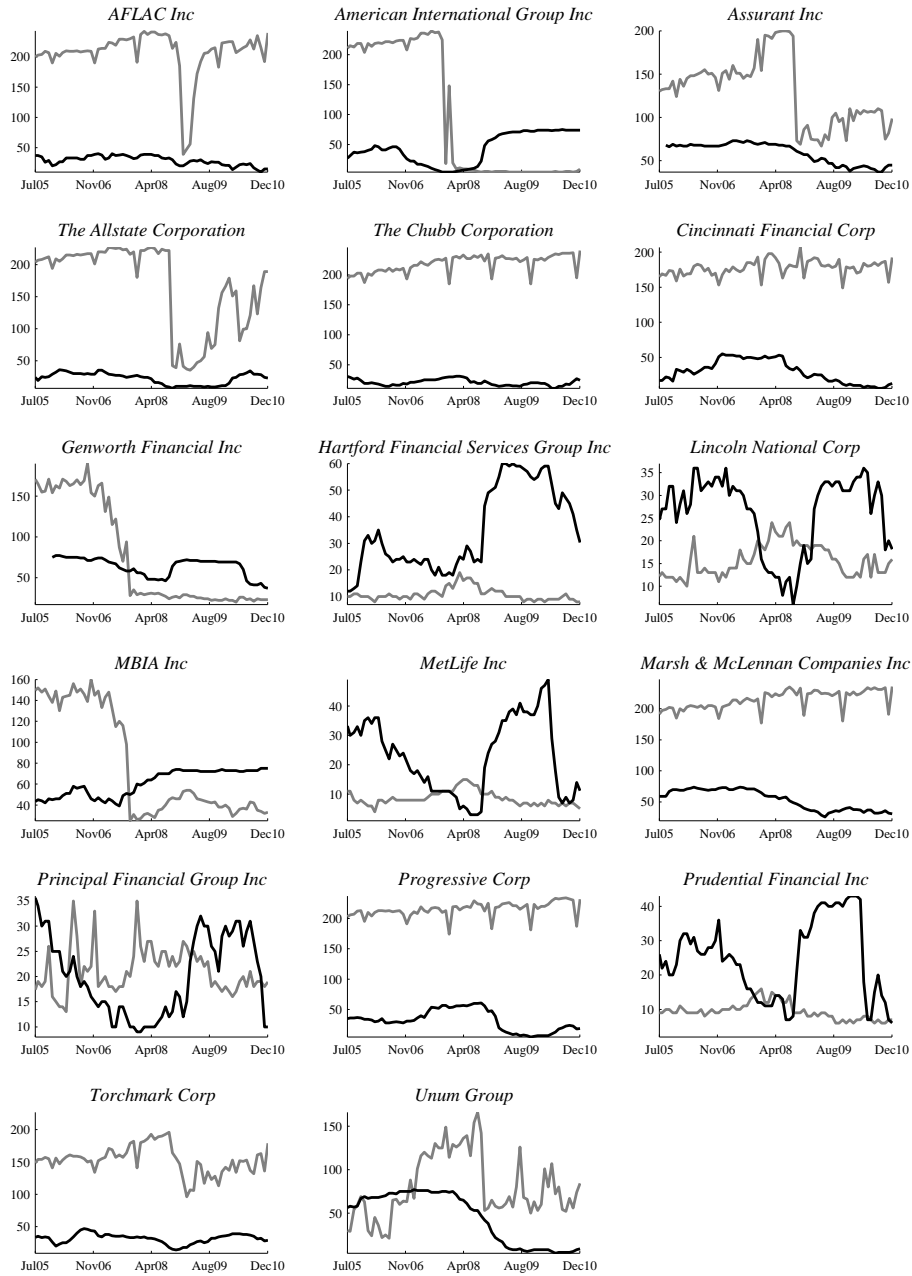 AFLAC Inc
200
150
100
50
Jul05 Nov06 Apr08 Aug09 Dec10
American International Group Inc
200
150
100
50
Jul05 Nov06 Apr08 Aug09 Dec10
Assurant Inc
200
150
100
50
Jul05 Nov06 Apr08 Aug09 Dec10
The Allstate Corporation
200
150
100
50
Jul05 Nov06 Apr08 Aug09 Dec10
The Chubb Corporation
200
150
100
50
Jul05 Nov06 Apr08 Aug09 Dec10
Cincinnati Financial Corp
200
150
100
50
Jul05 Nov06 Apr08 Aug09 Dec10
Genworth Financial Inc
150
100
50
Jul05 Nov06 Apr08 Aug09 Dec10
Hartford Financial Services Group Inc
60
50
40
30
20
10
Jul05 Nov06 Apr08 Aug09 Dec10
Lincoln National Corp
35
30
25
20
15
10
Jul05 Nov06 Apr08 Aug09 Dec10
MBIA Inc
160
140
120
100
80
60
40
Jul05 Nov06 Apr08 Aug09 Dec10
MetLife Inc
40
30
20
10
Jul05 Nov06 Apr08 Aug09 Dec10
Marsh & McLennan Companies Inc
200
150
100
50
Jul05 Nov06 Apr08 Aug09 Dec10
Principal Financial Group Inc
35
30
25
20
15
10
Jul05 Nov06 Apr08 Aug09 Dec10
Progressive Corp
200
150
100
50
Jul05 Nov06 Apr08 Aug09 Dec10
Prudential Financial Inc
40
30
20
10
Jul05 Nov06 Apr08 Aug09 Dec10
Torchmark Corp
200
150
100
50
Jul05 Nov06 Apr08 Aug09 Dec10
Unum Group
150
100
50
Jul05 Nov06 Apr08 Aug09 Dec10